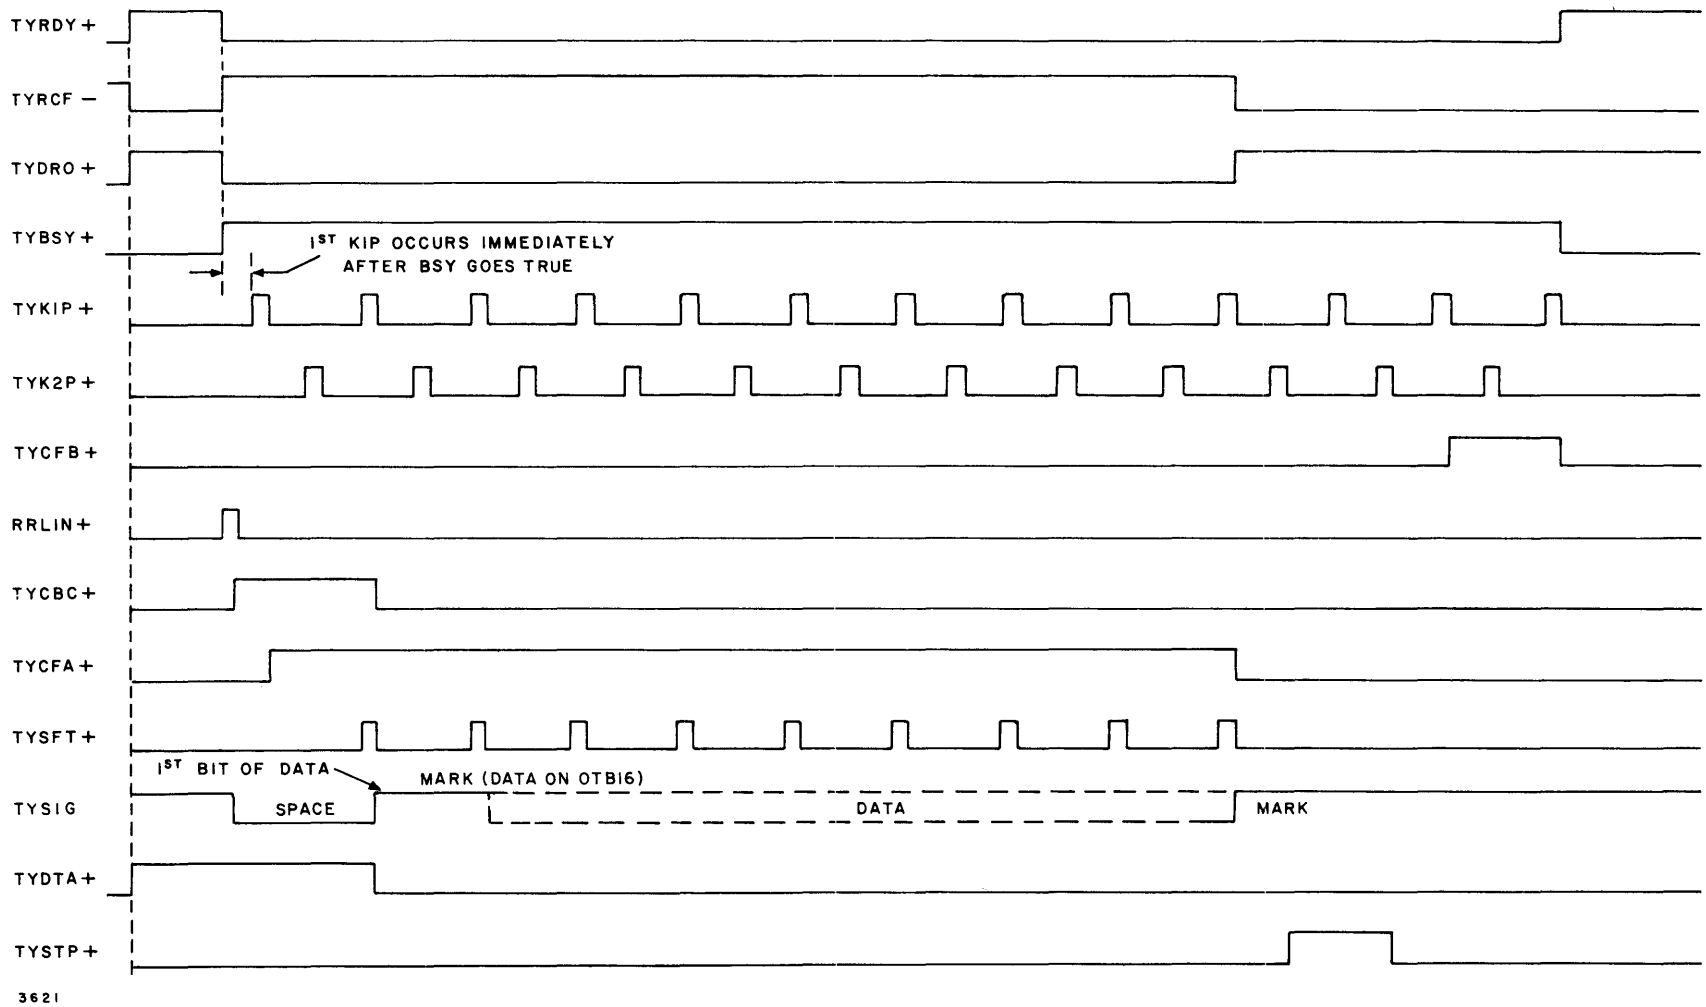 TYRDY+
TYRCF-
TYDRO+
TYBSY+
1ST KIP OCCURS IMMEDIATELY
AFTER BSY GOES TRUE
TYKIP+
TYK2P+
TYCFB+
RRLIN+
TYCBC+
TYCFA+
TYSFT+
1ST BIT OF DATA
MARK (DATA ON OTB16)
TYSIG
SPACE
DATA
MARK
TYDTA+
TYSTP+
3621